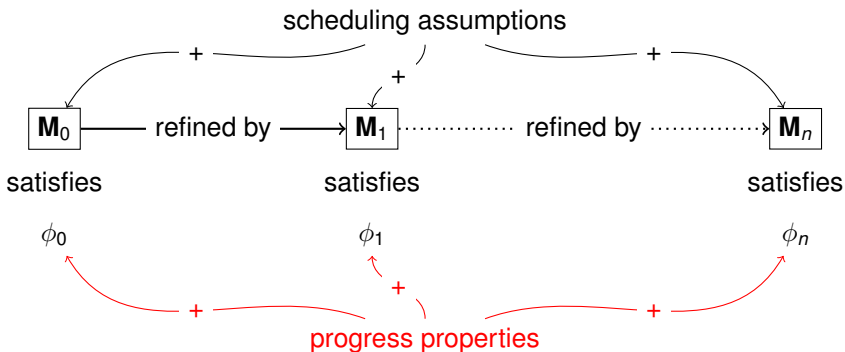 scheduling assumptions
+ + +
M₀ refined by M₁ refined by Mₙ
satisfies satisfies satisfies
ϕ₀ ϕ₁ ϕₙ
+ + +
progress properties